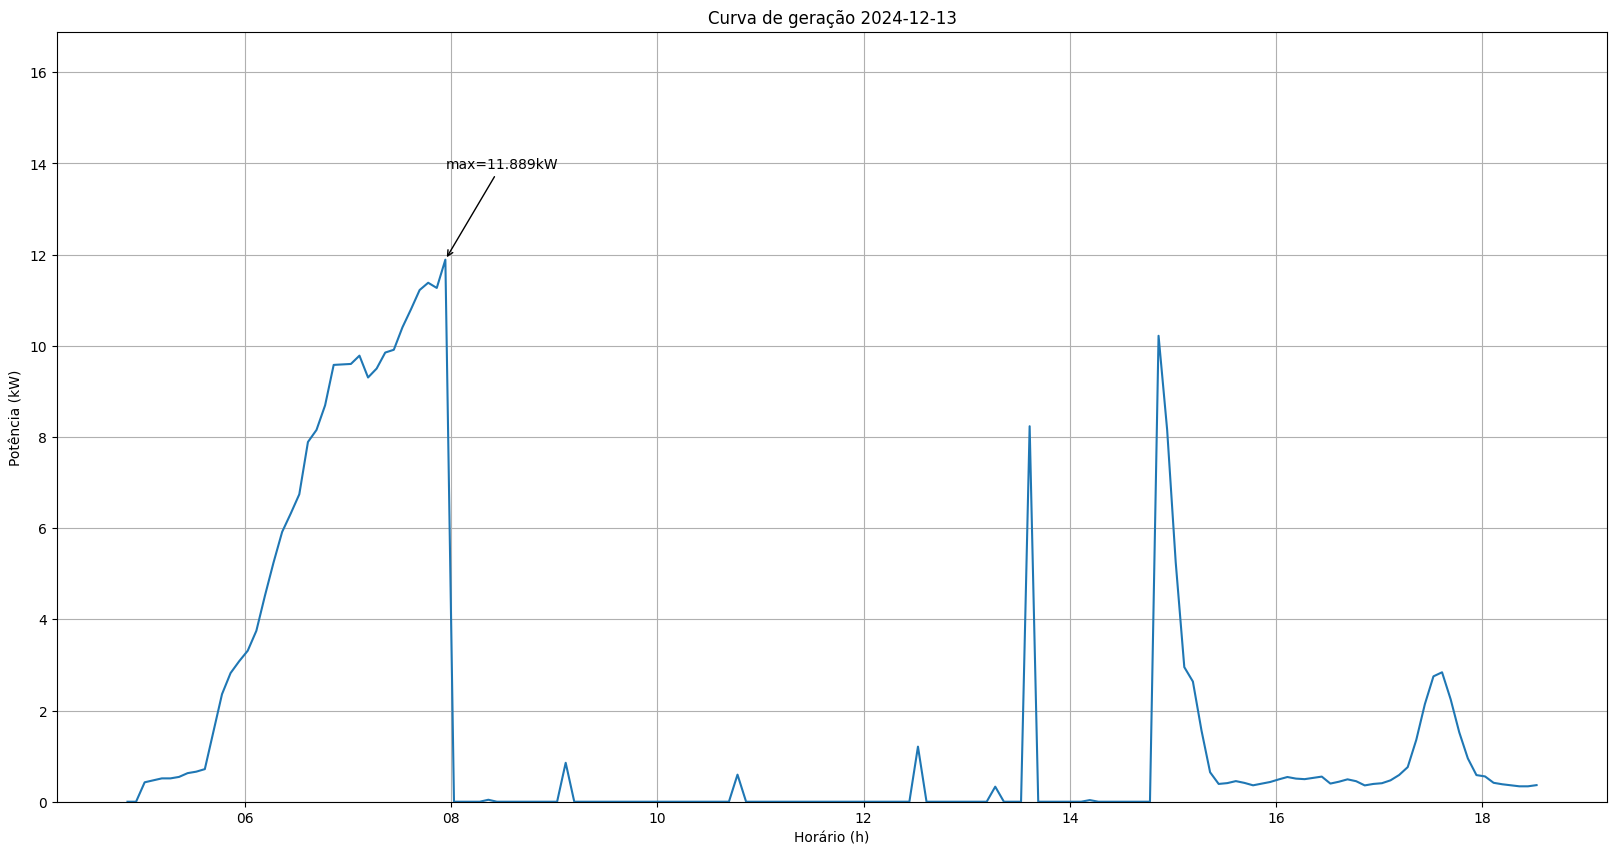 Curva de geração 2024-12-13
16
14
12
10
8
6
4
2
0
Potência (kW)
max=11.889kW
06 08 10 12 14 16 18
Horário (h)